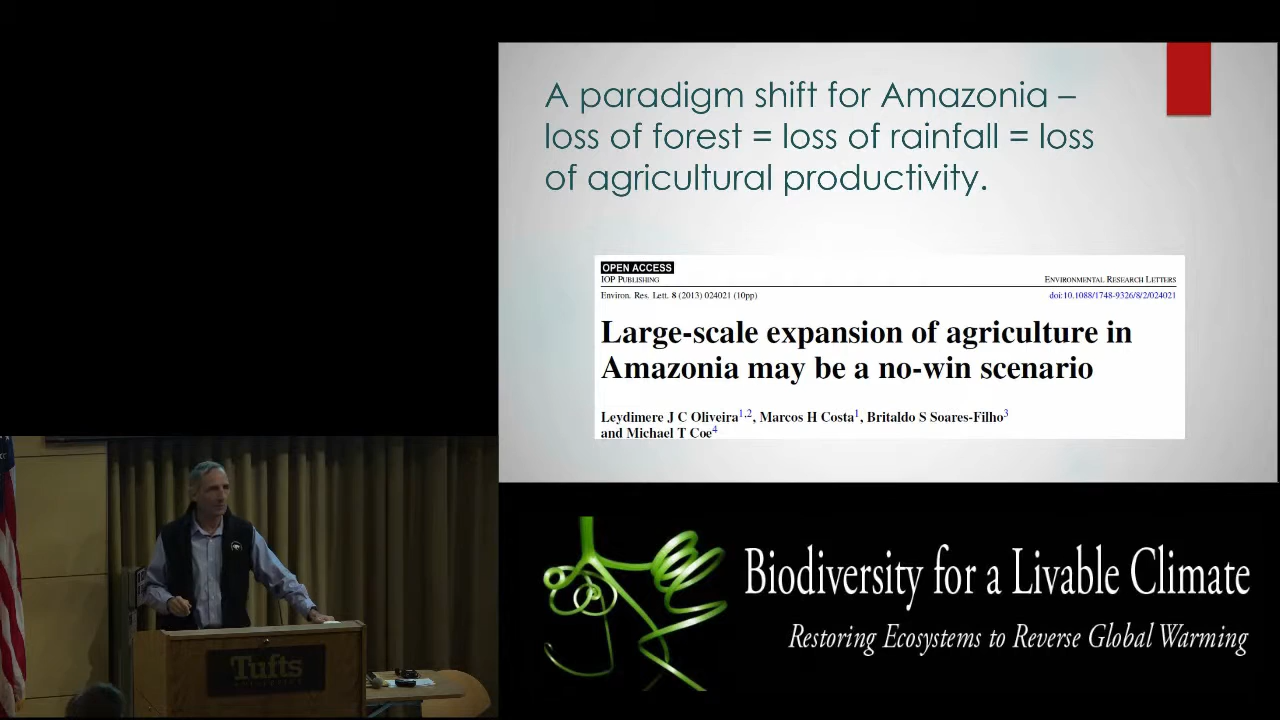 A paradigm shift for Amazonia –
loss of forest = loss of rainfall = loss
of agricultural productivity.
OPEN ACCESS
IOP PUBLISHING
ENVIRONMENTAL RESEARCH LETTERS
Environ. Res. Lett. 8 (2013) 024021 (10pp)
doi:10.1088/1748-9326/8/2/024021
Large-scale expansion of agriculture in
Amazonia may be a no-win scenario
Leydimere J C Oliveira1,2, Marcos H Costa1, Britaldo S Soares-Filho3
and Michael T Coe4
Biodiversity for a Livable Climate
Restoring Ecosystems to Reverse Global Warming
Tufts